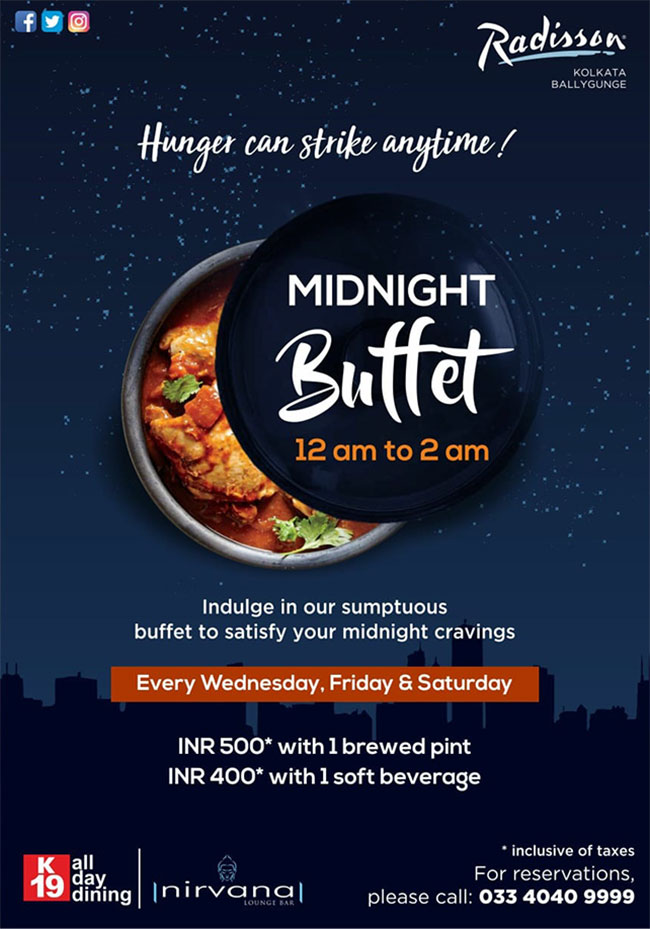 Radisson
KOLKATA
BALLYGUNGE
Hunger can strike anytime!
MIDNIGHT
Buffet
12 am to 2 am
Indulge in our sumptuous
buffet to satisfy your midnight cravings
Every Wednesday, Friday & Saturday
INR 500* with 1 brewed pint
INR 400* with 1 soft beverage
K
19
all
day
dining
nirvana
LOUNGE BAR
* inclusive of taxes
For reservations,
please call: 033 4040 9999